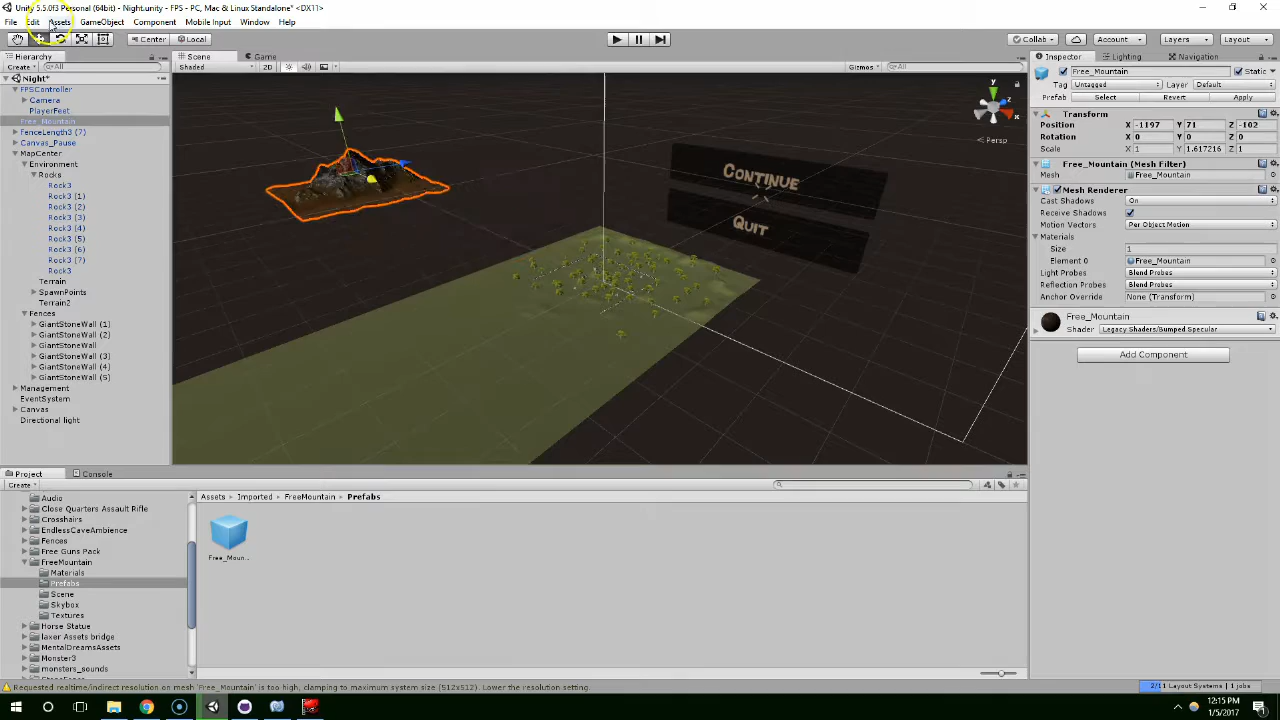 Unity 5.5.0f3 Personal (64bit) - Night.unity - FPS - PC, Mac & Linux Standalone* <DX11>
File Edit Assets GameObject Component Mobile Input Window Help
Center Local Collab Account Layers Layout
Hierarchy Scene Game Inspector Lighting Navigation
Create All Shaded 2D Gizmos All Free_Mountain Static
Night*
Tag Untagged Layer Default
FPSController
Prefab Select Revert Apply
Camera
PlayerFeet
Transform
Free_Mountain
Position X -1197 Y 71 Z -102
FenceLength3 (7)
Rotation X 0 Y 0 Z 0
Canvas_Pause
Scale X 1 Y 1.617216 Z 1
MapCenter
Environment
Free_Mountain (Mesh Filter)
Rocks
Mesh Free_Mountain
Rock3
Mesh Renderer
Rock3 (1)
Cast Shadows On
Rock3 (2)
Receive Shadows
Rock3 (3)
Motion Vectors Per Object Motion
Rock3 (4)
Materials
Rock3 (5)
Size 1
Rock3 (6)
Element 0 Free_Mountain
Rock3 (7)
Light Probes Blend Probes
Rock3
Reflection Probes Blend Probes
Terrain
Anchor Override None (Transform)
SpawnPoints
Terrain2
Fences
Free_Mountain
GiantStoneWall (1)
Shader Legacy Shaders/Bumped Specular
GiantStoneWall (2)
GiantStoneWall
Add Component
GiantStoneWall (3)
GiantStoneWall (4)
GiantStoneWall (5)
Management
EventSystem
Canvas
Directional light
y
z
x
Persp
Continue
Quit
Project Console
Create
Audio
Assets Imported FreeMountain Prefabs
Close Quarters Assault Rifle
Crosshairs
EndlessCaveAmbience
Fences
Free Guns Pack
Free_Moun...
FreeMountain
Materials
Prefabs
Scene
Skybox
Textures
Horse Statue
laxer Assets bridge
MentalDreamsAssets
Monster3
monsters_sounds
Requested realtime/indirect resolution on mesh 'Free_Mountain' is too high, clamping to maximum system size (512x512). Lower the resolution setting.
2/11 Layout Systems | 1 jobs
12:15 PM
1/5/2017